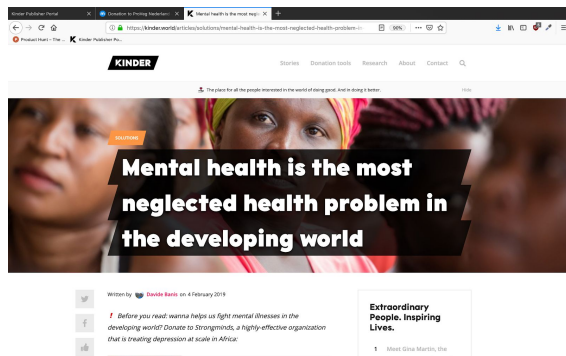 Kinder Publisher Portal
Donation to ProVeg Nederland
Mental health is the most negle
https://kinder.world/articles/solutions/mental-health-is-the-most-neglected-health-problem-in
90%
Product Hunt – The ...
Kinder Publisher Po...
KINDER
Stories Donation tools Research About Contact
The place for all the people interested in the world of doing good. And in doing it better.
Hide
SOLUTIONS
Mental health is the most
neglected health problem in
the developing world
Written by Davide Banis on 4 February 2019
! Before you read: wanna helps us fight mental illnesses in the
developing world? Donate to Strongminds, a highly-effective organization
that is treating depression at scale in Africa:
Extraordinary
People. Inspiring
Lives.
1 Meet Gina Martin, the